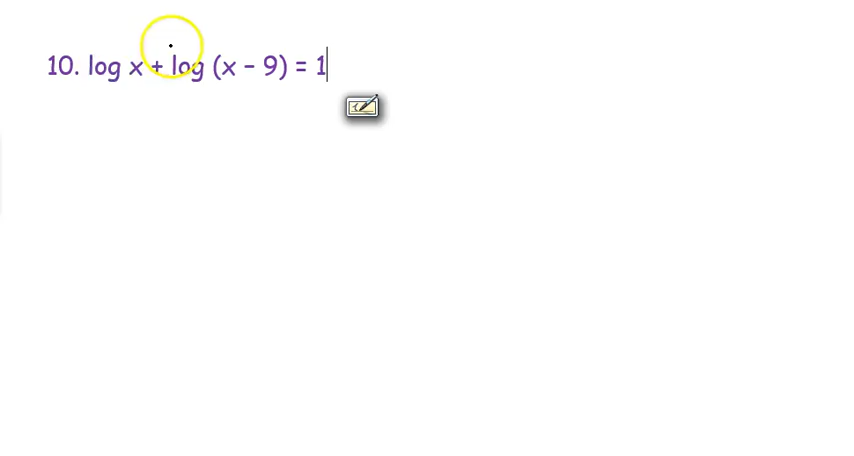 10. log x + log (x – 9) = 1